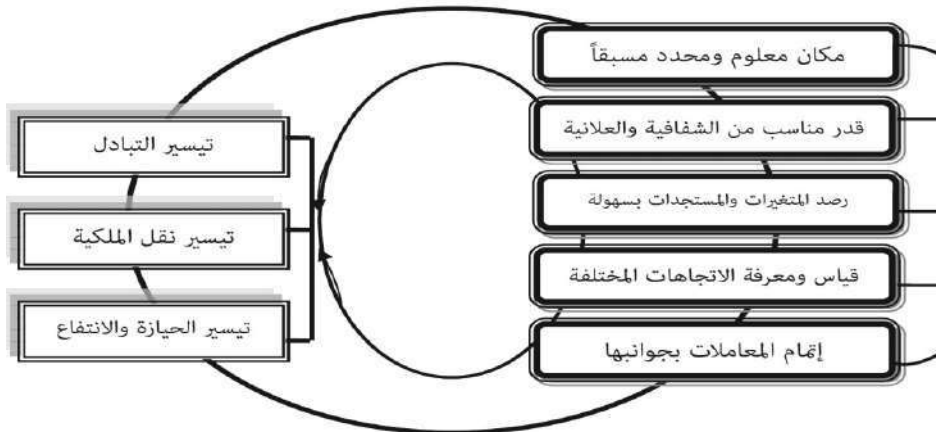 مكان معلوم ومحدد مسبقاً
قدر مناسب من الشفافية والعلانية
رصد المتغيرات والمستجدات بسهولة
قياس ومعرفة الاتجاهات المختلفة
إتمام المعاملات بجوانبها
تيسير التبادل
تيسير نقل الملكية
تيسير الحيازة والانتفاع